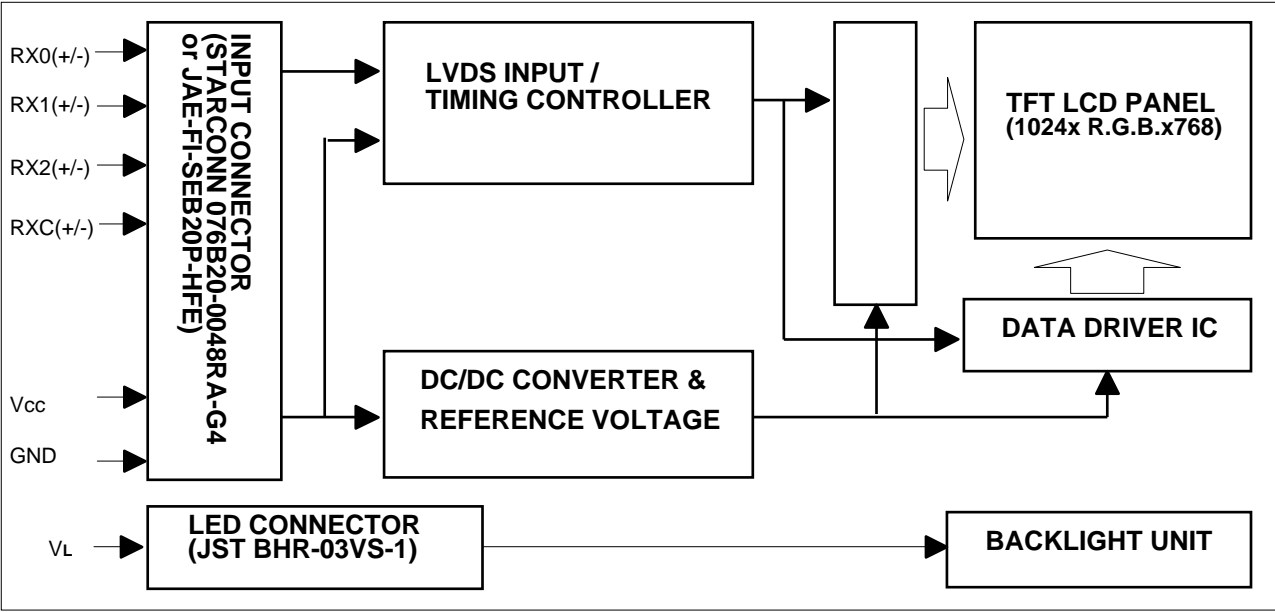 RX0(+/-)
RX1(+/-)
RX2(+/-)
RXC(+/-)
Vcc
GND
VL
INPUT CONNECTOR
(STARCONN 076B20-0048RA-G4
or JAE-FI-SEB20P-HFE)
LVDS INPUT /
TIMING CONTROLLER
TFT LCD PANEL
(1024x R.G.B.x768)
DATA DRIVER IC
DC/DC CONVERTER &
REFERENCE VOLTAGE
LED CONNECTOR
(JST BHR-03VS-1)
BACKLIGHT UNIT